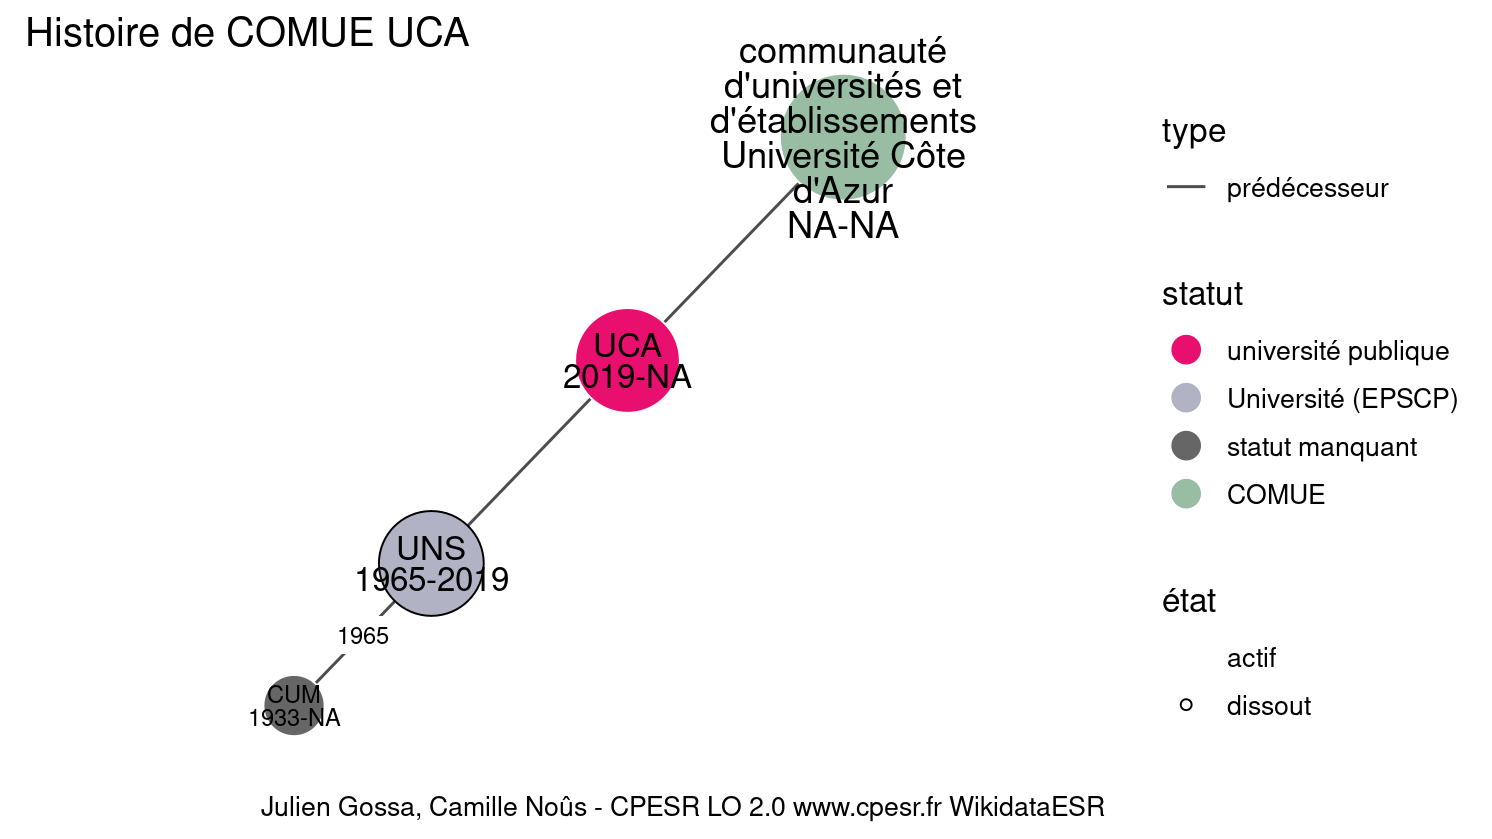 Histoire de COMUE UCA
communauté
d'universités et
d'établissements
Université Côte
d'Azur
NA-NA
UCA
2019-NA
UNS
1965-2019
1965
CUM
1933-NA
type
prédécesseur
statut
université publique
Université (EPSCP)
statut manquant
COMUE
état
actif
dissout
Julien Gossa, Camille Noûs - CPESR LO 2.0 www.cpesr.fr WikidataESR